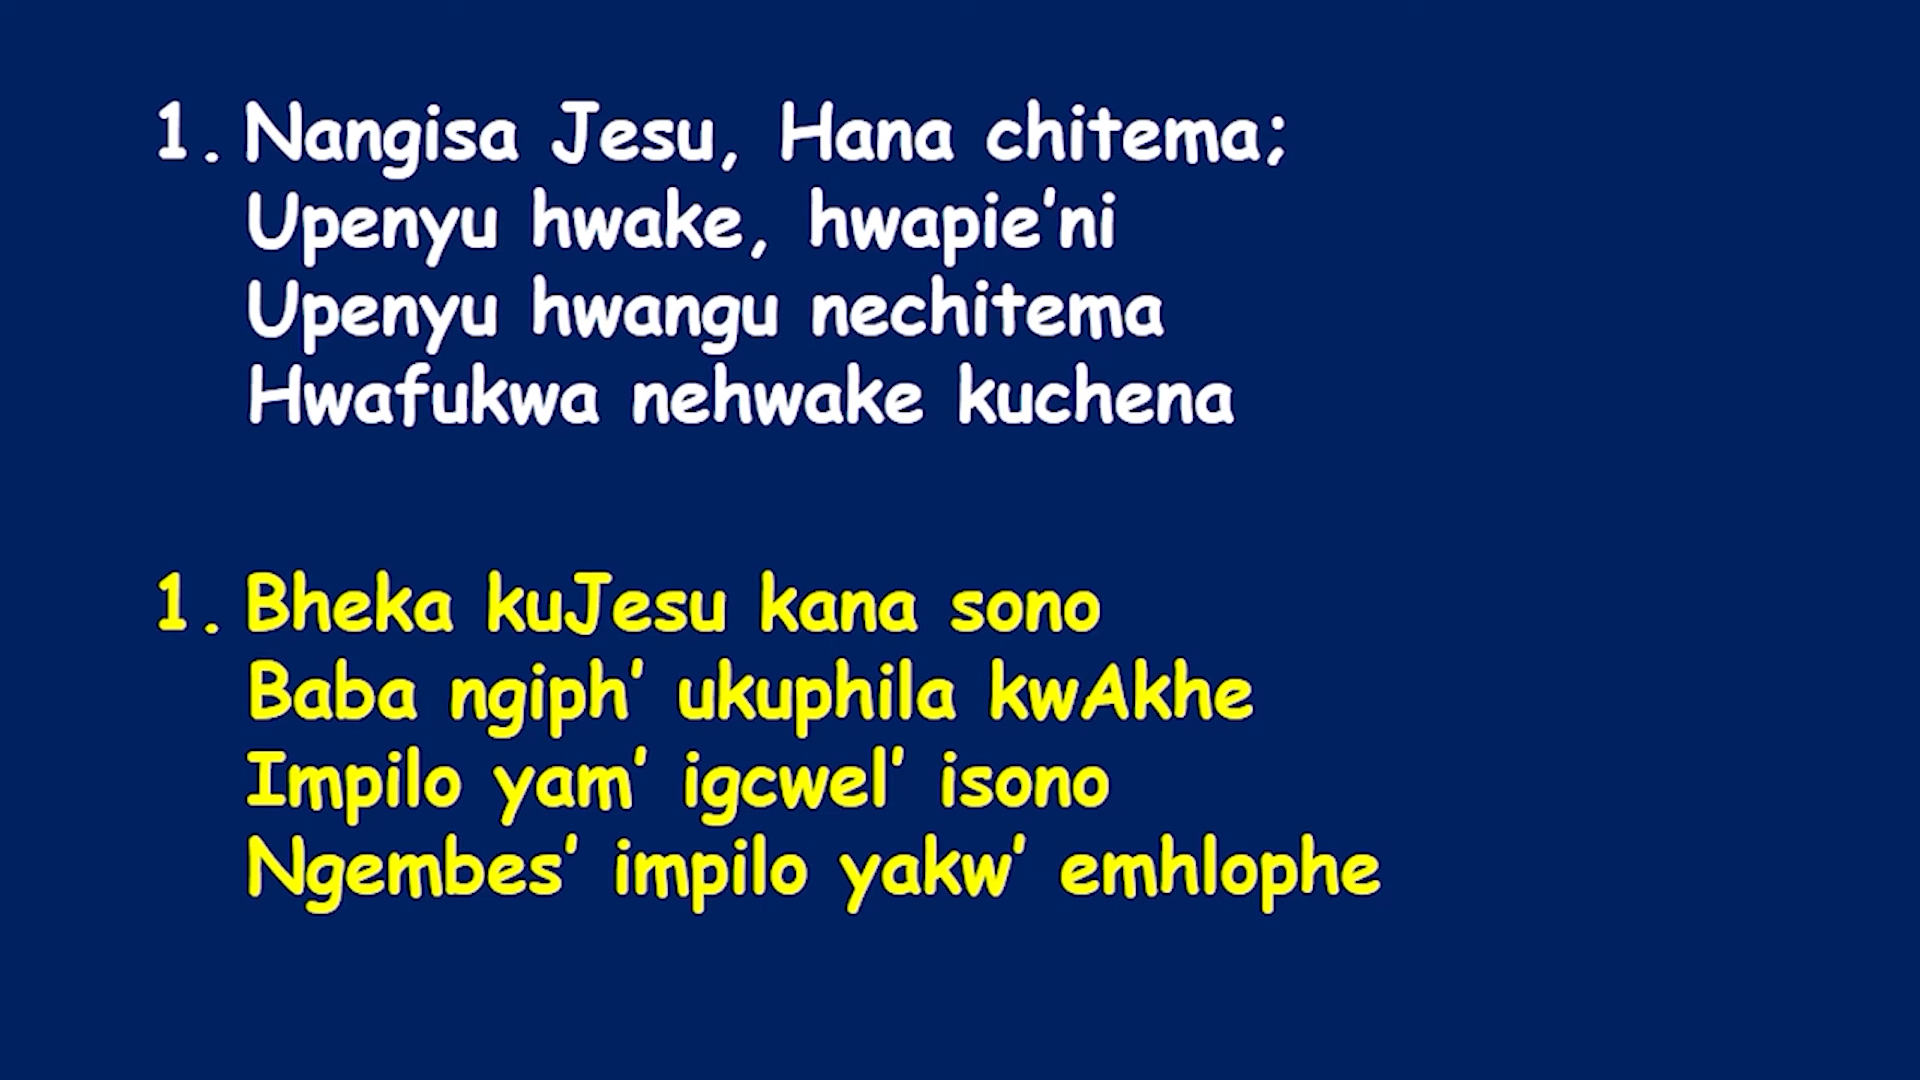 1. Nangisa Jesu, Hana chitema;
Upenyu hwake, hwapie’ni
Upenyu hwangu nechitema
Hwafukwa nehwake kuchena
1. Bheka kuJesu kana sono
Baba ngiph’ ukuphila kwAkhe
Impilo yam’ igcwel’ isono
Ngembes’ impilo yakw’ emhlophe